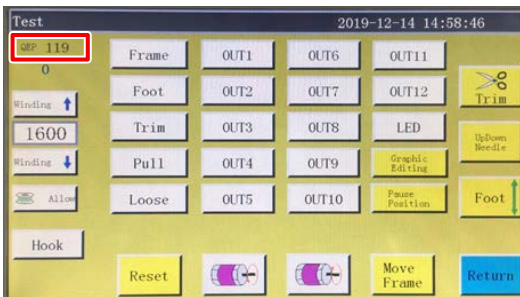 Test 2019-12-14 14:58:46
QEP 119
0
Winding
1600
Winding
Allow
Hook
Frame OUT1 OUT6 OUT11
Foot OUT2 OUT7 OUT12
Trim OUT3 OUT8 LED
Pull OUT4 OUT9 Graphic
Editing
Loose OUT5 OUT10 Pause
Position
Reset
Move
Frame
Trim
UpDown
Needle
Foot
Return